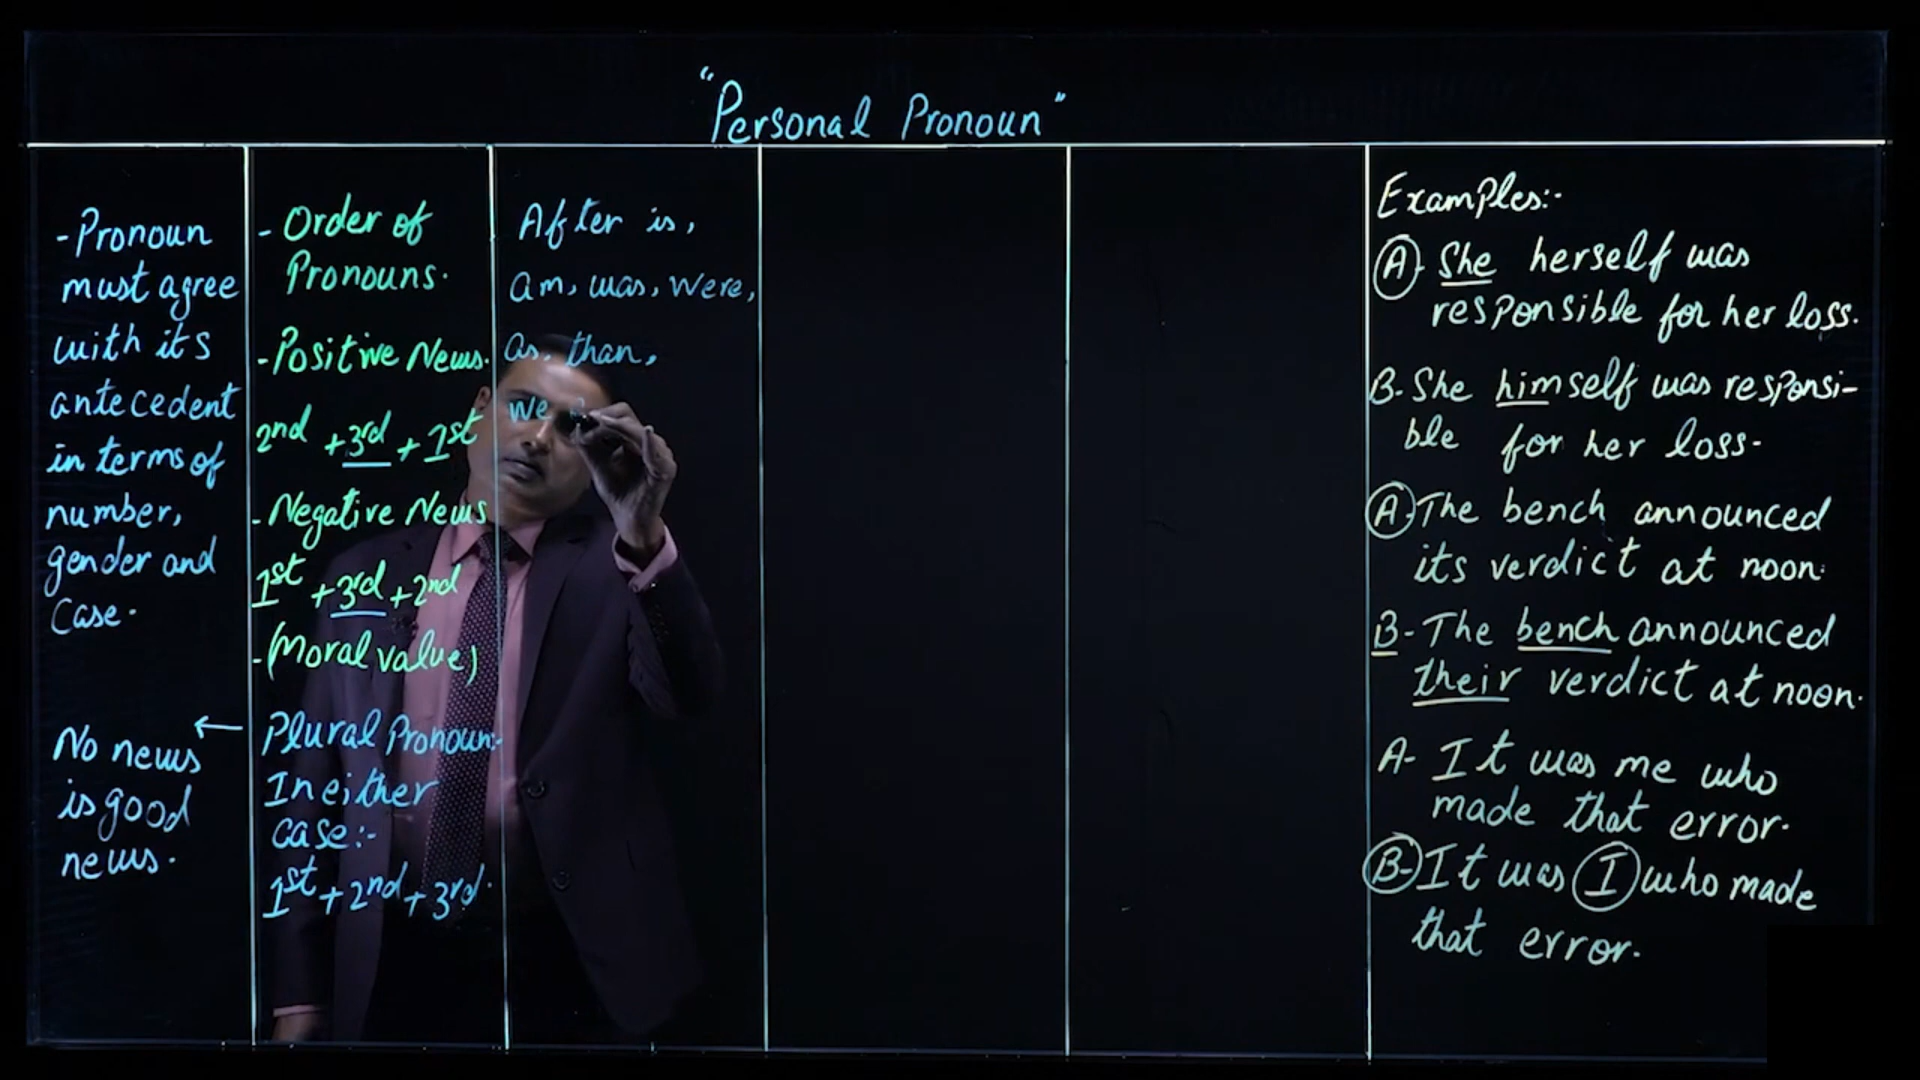 "Personal Pronoun"
-Pronoun
must agree
with its
antecedent
in terms of
number,
gender and
Case.
No news
is good
news.
- Order of
Pronouns.
-Positive News.
2nd +3rd + 1st
-Negative News
1st +3rd +2nd
-(Moral value)
← Plural Pronoun:-
In either
case:-
1st +2nd +3rd.
After is,
am, was, were,
as, than,
we
Examples:-
A- She herself was
responsible for her loss.
B- She himself was responsi-
ble for her loss-
A-The bench announced
its verdict at noon.
B-The bench announced
their verdict at noon.
A- It was me who
made that error.
B-It was I who made
that error.